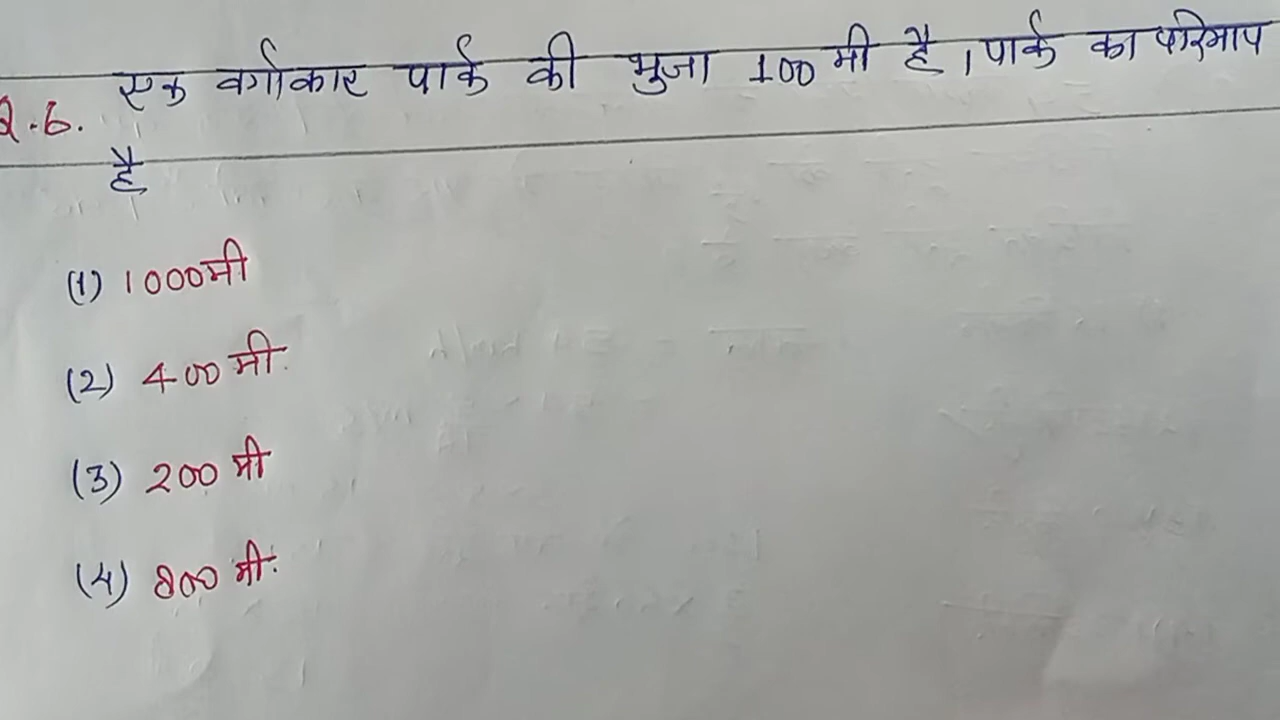 एक वर्गाकार पार्क की भुजा 100 मी है । पार्क का परिमाप
Q.6.
है
(1) 1000 मी
(2) 400 मी.
(3) 200 मी
(4) 800 मी.